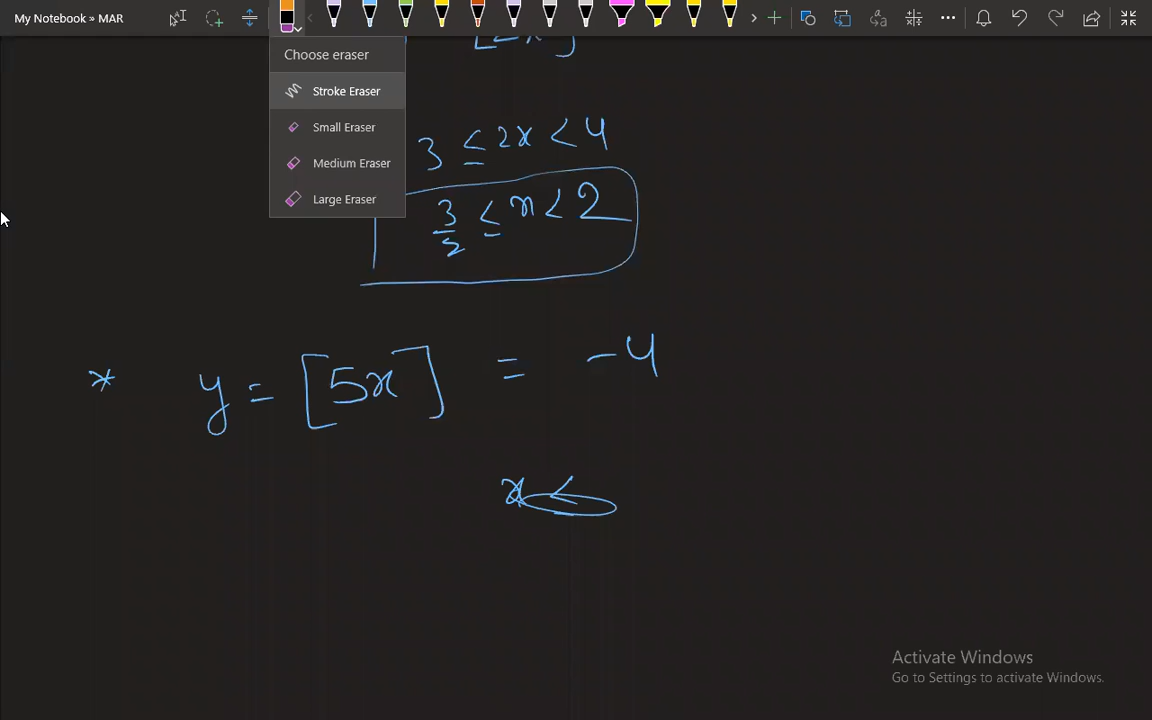 My Notebook » MAR
Choose eraser
Stroke Eraser
Small Eraser
Medium Eraser
Large Eraser
[2x]
3 ≤ 2x < 4
3/2 ≤ x < 2
* y = [5x] = -4
x <
Activate Windows
Go to Settings to activate Windows.